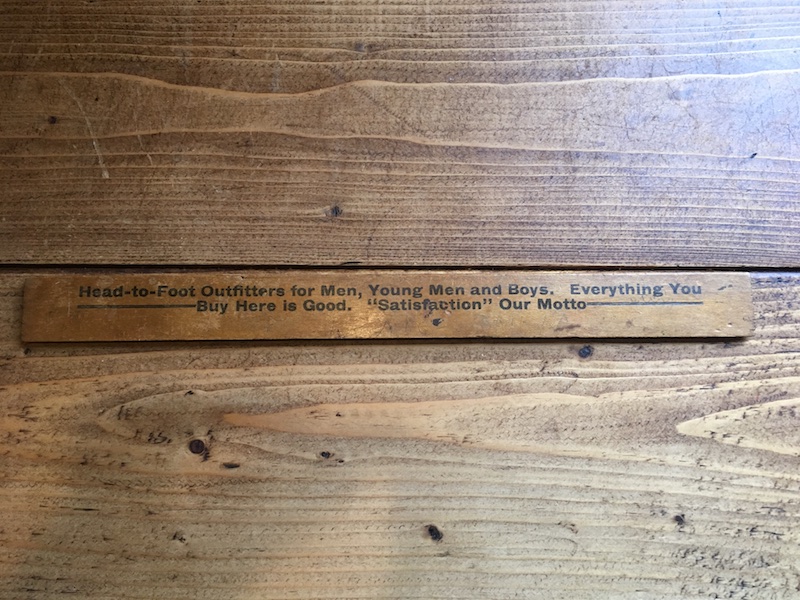 Head-to-Foot Outfitters for Men, Young Men and Boys. Everything You
Buy Here is Good. "Satisfaction" Our Motto